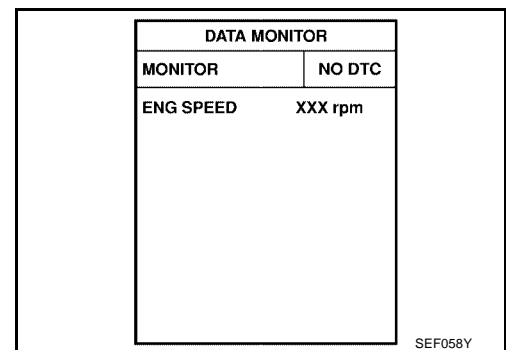 DATA MONITOR
MONITOR NO DTC
ENG SPEED XXX rpm
SEF058Y